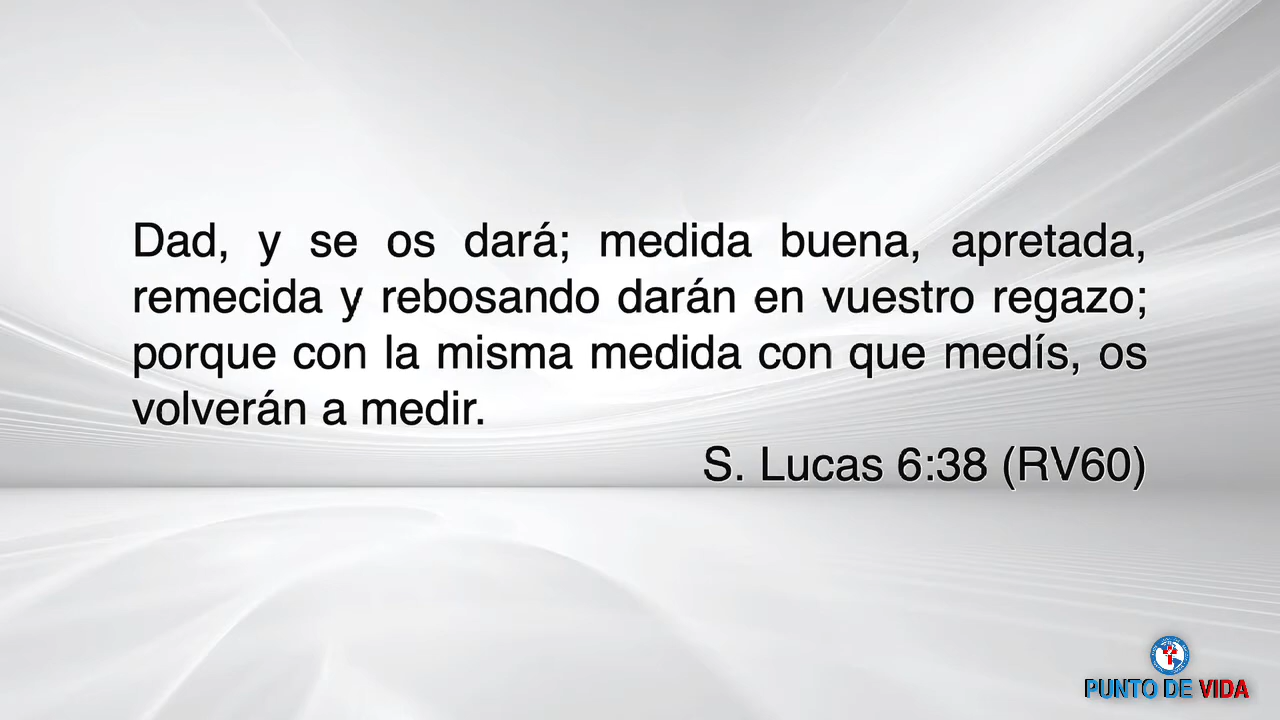 Dad, y se os dará; medida buena, apretada,
remecida y rebosando darán en vuestro regazo;
porque con la misma medida con que medís, os
volverán a medir.
S. Lucas 6:38 (RV60)
PUNTO DE VIDA